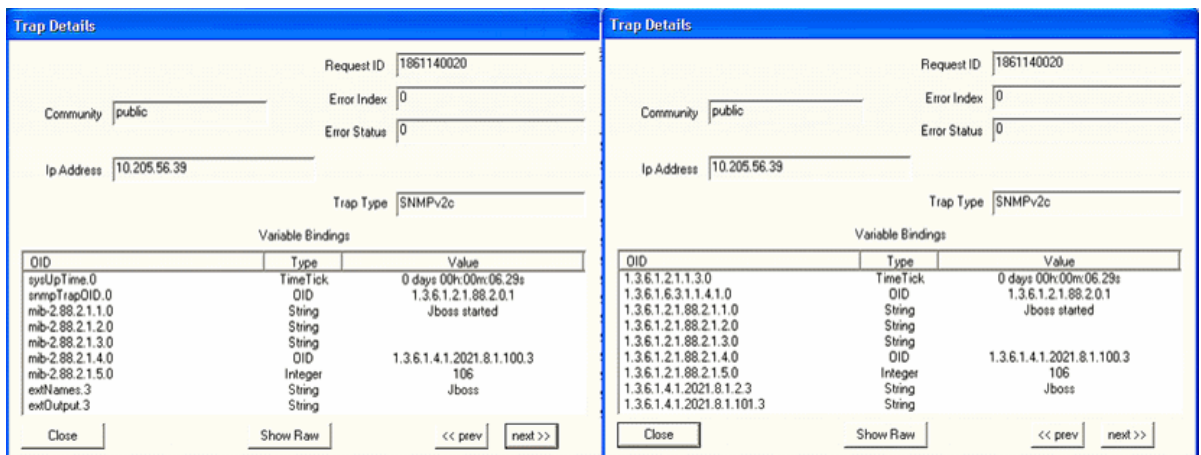 Trap Details
Request ID 1861140020
Community public
Error Index 0
Error Status 0
Ip Address 10.205.56.39
Trap Type SNMPv2c
Variable Bindings
OID Type Value
sysUpTime.0 TimeTick 0 days 00h:00m:06.29s
snmpTrapOID.0 OID 1.3.6.1.2.1.88.2.0.1
mib-2.88.2.1.1.0 String Jboss started
mib-2.88.2.1.2.0 String
mib-2.88.2.1.3.0 String
mib-2.88.2.1.4.0 OID 1.3.6.1.4.1.2021.8.1.100.3
mib-2.88.2.1.5.0 Integer 106
extNames.3 String Jboss
extOutput.3 String
Close Show Raw << prev next >>
Trap Details
Request ID 1861140020
Community public
Error Index 0
Error Status 0
Ip Address 10.205.56.39
Trap Type SNMPv2c
Variable Bindings
OID Type Value
1.3.6.1.2.1.1.3.0 TimeTick 0 days 00h:00m:06.29s
1.3.6.1.6.3.1.1.4.1.0 OID 1.3.6.1.2.1.88.2.0.1
1.3.6.1.2.1.88.2.1.1.0 String Jboss started
1.3.6.1.2.1.88.2.1.2.0 String
1.3.6.1.2.1.88.2.1.3.0 String
1.3.6.1.2.1.88.2.1.4.0 OID 1.3.6.1.4.1.2021.8.1.100.3
1.3.6.1.2.1.88.2.1.5.0 Integer 106
1.3.6.1.4.1.2021.8.1.2.3 String Jboss
1.3.6.1.4.1.2021.8.1.101.3 String
Close Show Raw << prev next >>